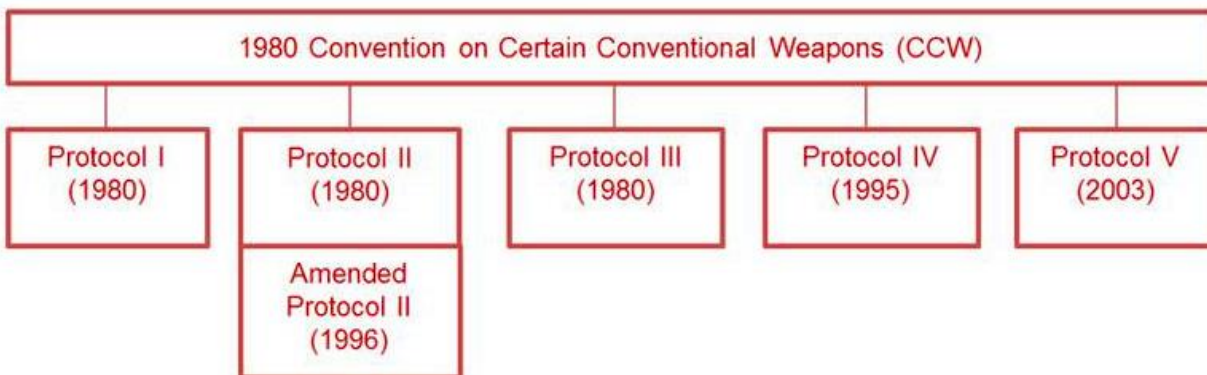 1980 Convention on Certain Conventional Weapons (CCW)
Protocol I
(1980)
Protocol II
(1980)
Protocol III
(1980)
Protocol IV
(1995)
Protocol V
(2003)
Amended
Protocol II
(1996)